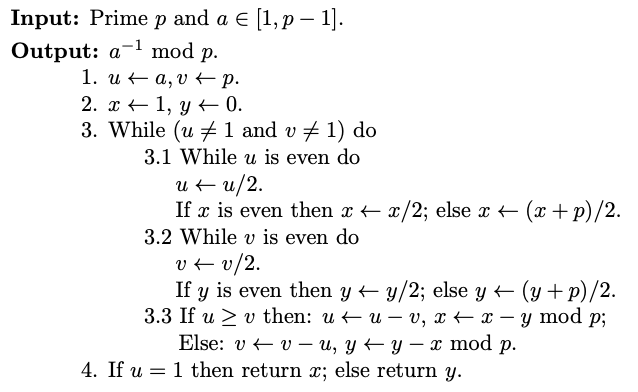 Input: Prime p and a ∈ [1, p − 1].
Output: a⁻¹ mod p.
1. u ← a, v ← p.
2. x ← 1, y ← 0.
3. While (u ≠ 1 and v ≠ 1) do
3.1 While u is even do
u ← u/2.
If x is even then x ← x/2; else x ← (x + p)/2.
3.2 While v is even do
v ← v/2.
If y is even then y ← y/2; else y ← (y + p)/2.
3.3 If u ≥ v then: u ← u − v, x ← x − y mod p;
Else: v ← v − u, y ← y − x mod p.
4. If u = 1 then return x; else return y.